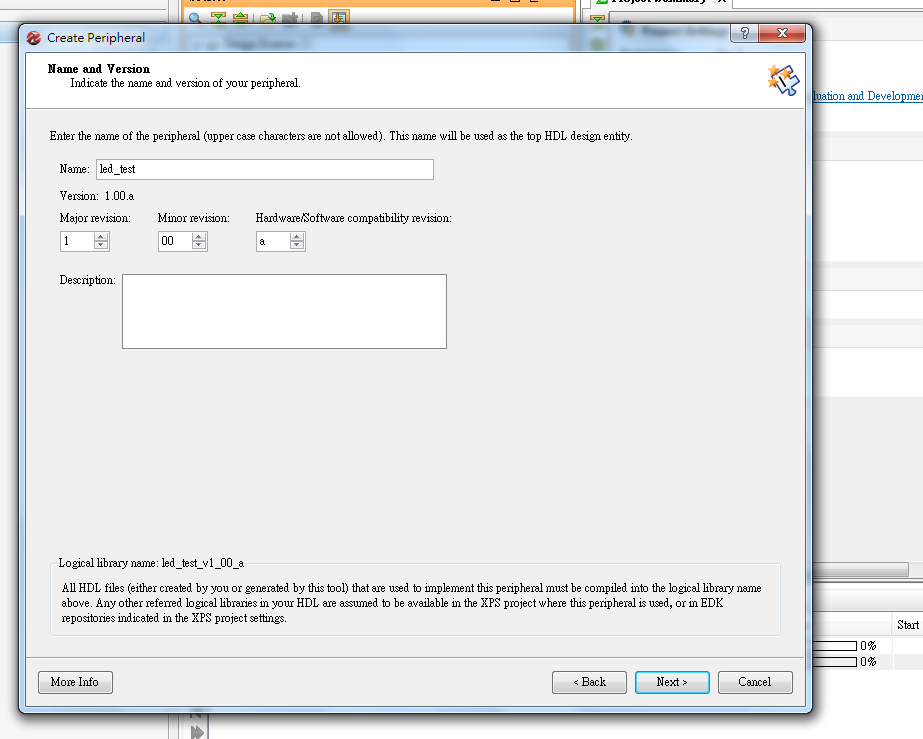 Project Summary
Create Peripheral
?
Name and Version
Indicate the name and version of your peripheral.
luation and Developmen
Enter the name of the peripheral (upper case characters are not allowed). This name will be used as the top HDL design entity.
Name: led_test
Version: 1.00.a
Major revision: Minor revision: Hardware/Software compatibility revision:
1 00 a
Description:
Logical library name: led_test_v1_00_a
All HDL files (either created by you or generated by this tool) that are used to implement this peripheral must be compiled into the logical library name
above. Any other referred logical libraries in your HDL are assumed to be available in the XPS project where this peripheral is used, or in EDK
repositories indicated in the XPS project settings.
Start
0%
0%
More Info < Back Next > Cancel